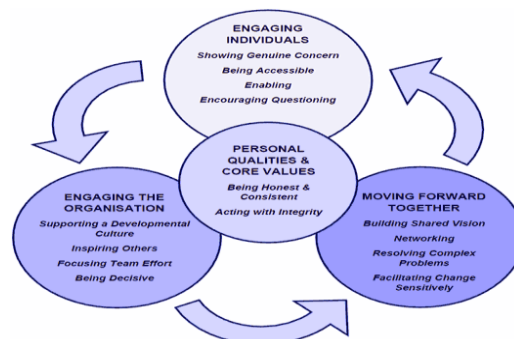 ENGAGING
INDIVIDUALS
Showing Genuine Concern
Being Accessible
Enabling
Encouraging Questioning
PERSONAL
QUALITIES &
CORE VALUES
Being Honest &
Consistent
Acting with Integrity
ENGAGING THE
ORGANISATION
Supporting a Developmental
Culture
Inspiring Others
Focusing Team Effort
Being Decisive
MOVING FORWARD
TOGETHER
Building Shared Vision
Networking
Resolving Complex
Problems
Facilitating Change
Sensitively